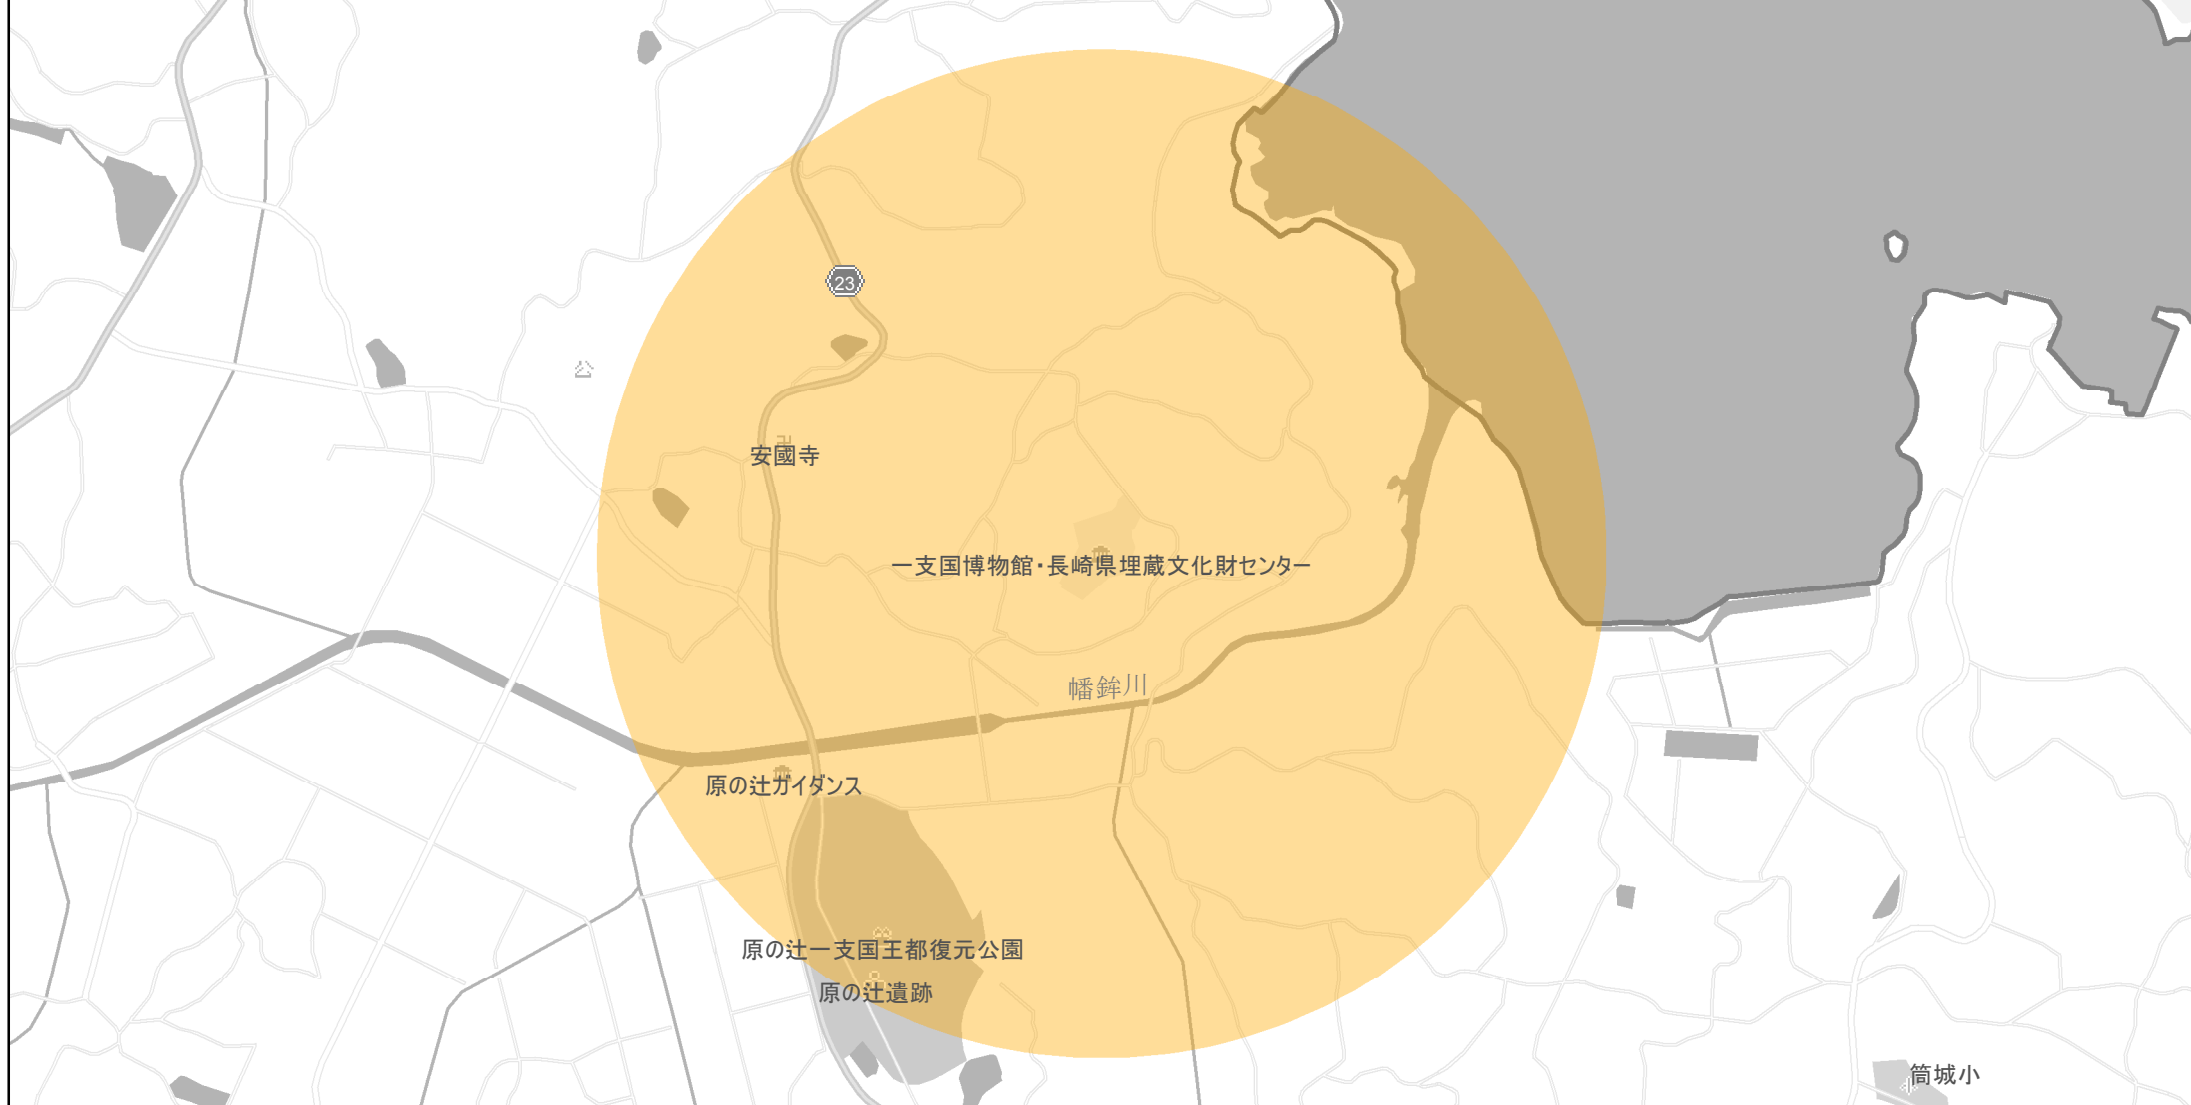 23
公
卍
安國寺
一支国博物館・長崎県埋蔵文化財センター
幡鉾川
原の辻ガイダンス
原の辻一支国王都復元公園
原の辻遺跡
筒城小